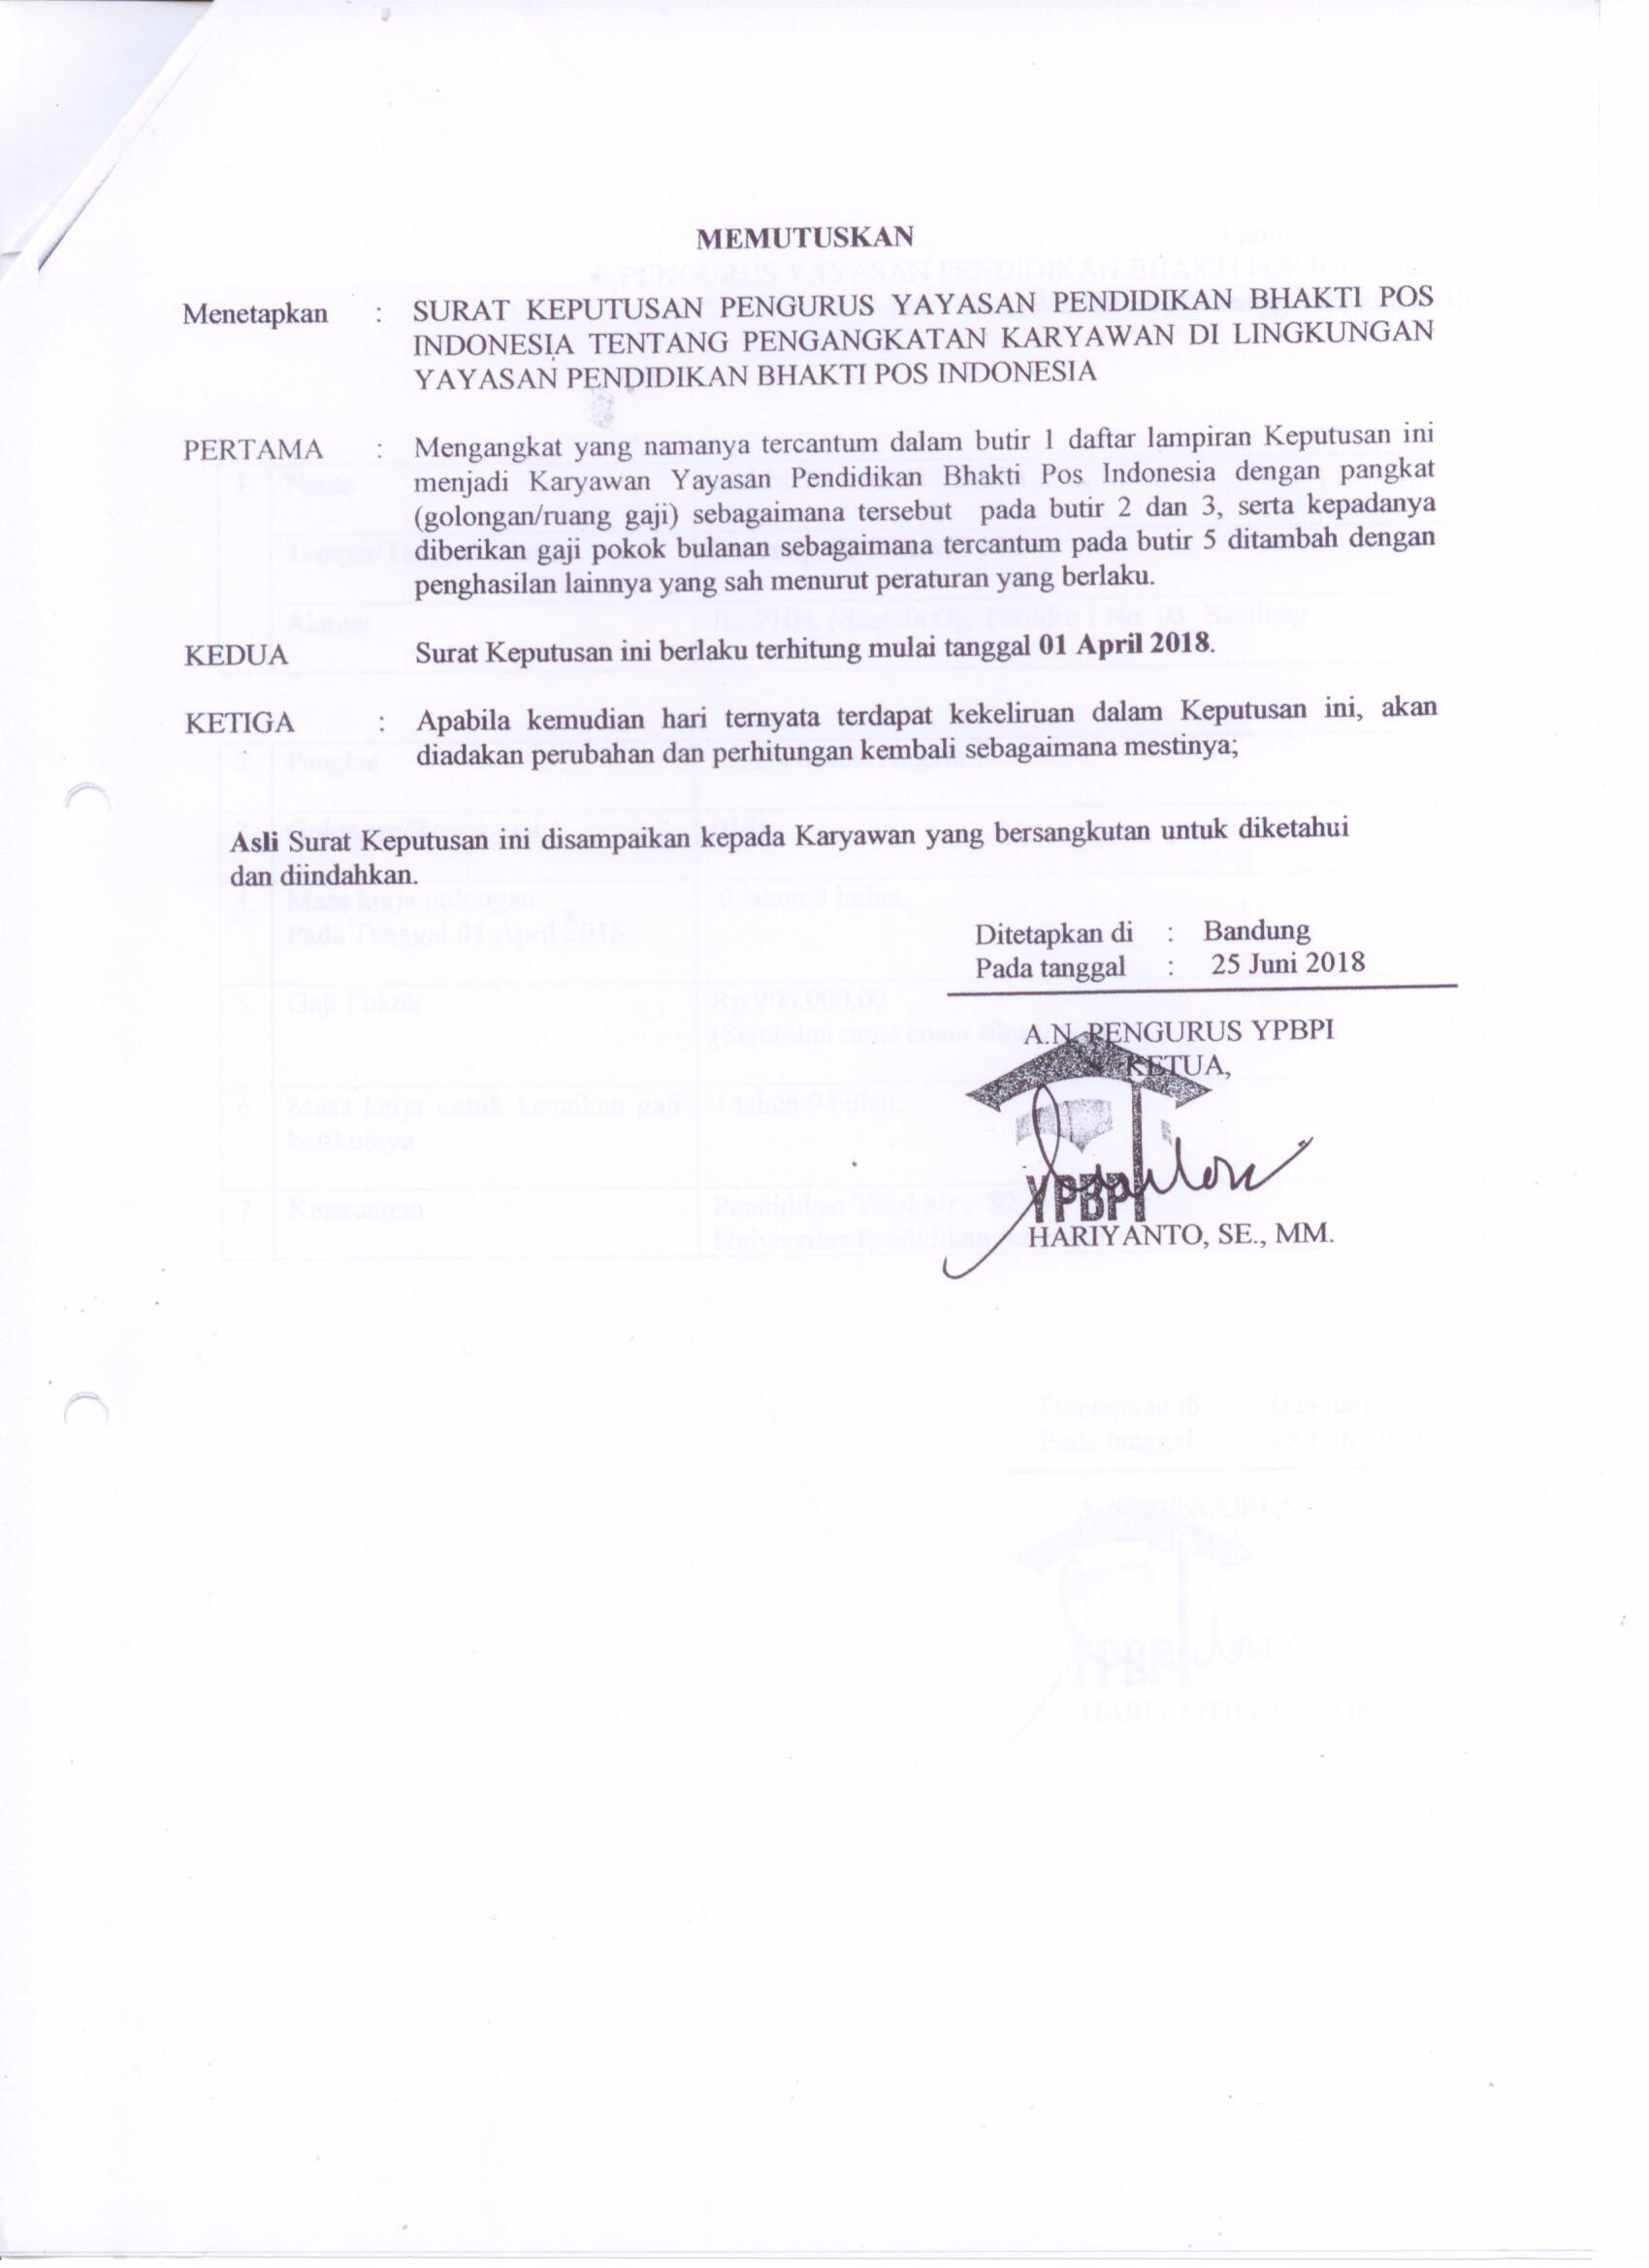 MEMUTUSKAN
Menetapkan : SURAT KEPUTUSAN PENGURUS YAYASAN PENDIDIKAN BHAKTI POS
INDONESIA TENTANG PENGANGKATAN KARYAWAN DI LINGKUNGAN
YAYASAN PENDIDIKAN BHAKTI POS INDONESIA
PERTAMA : Mengangkat yang namanya tercantum dalam butir 1 daftar lampiran Keputusan ini
menjadi Karyawan Yayasan Pendidikan Bhakti Pos Indonesia dengan pangkat
(golongan/ruang gaji) sebagaimana tersebut pada butir 2 dan 3, serta kepadanya
diberikan gaji pokok bulanan sebagaimana tercantum pada butir 5 ditambah dengan
penghasilan lainnya yang sah menurut peraturan yang berlaku.
KEDUA Surat Keputusan ini berlaku terhitung mulai tanggal 01 April 2018.
KETIGA : Apabila kemudian hari ternyata terdapat kekeliruan dalam Keputusan ini, akan
diadakan perubahan dan perhitungan kembali sebagaimana mestinya;
Asli Surat Keputusan ini disampaikan kepada Karyawan yang bersangkutan untuk diketahui
dan diindahkan.
Ditetapkan di : Bandung
Pada tanggal : 25 Juni 2018
A.N. PENGURUS YPBPI
KETUA,
YPBPI
HARIYANTO, SE., MM.